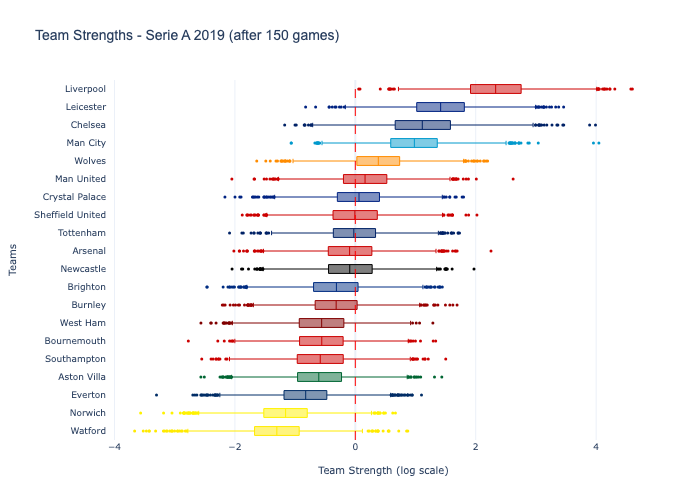 Team Strengths - Serie A 2019 (after 150 games)
Liverpool
Leicester
Chelsea
Man City
Wolves
Man United
Crystal Palace
Sheffield United
Tottenham
Arsenal
Newcastle
Brighton
Burnley
West Ham
Bournemouth
Southampton
Aston Villa
Everton
Norwich
Watford
Teams
−4 −2 0 2 4
Team Strength (log scale)